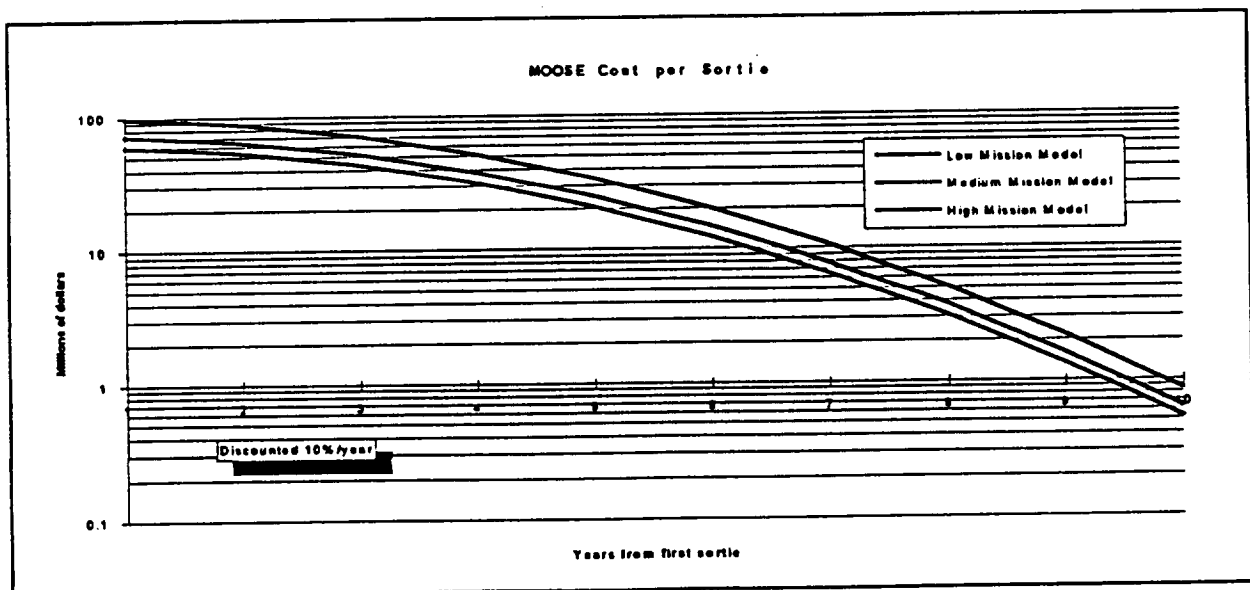 MOOSE Cost per Sortie
100
10
1
0.1
Millions of dollars
Low Mission Model
Medium Mission Model
High Mission Model
2 3 4 5 6 7 8 9
Discounted 10%/year
Years from first sortie